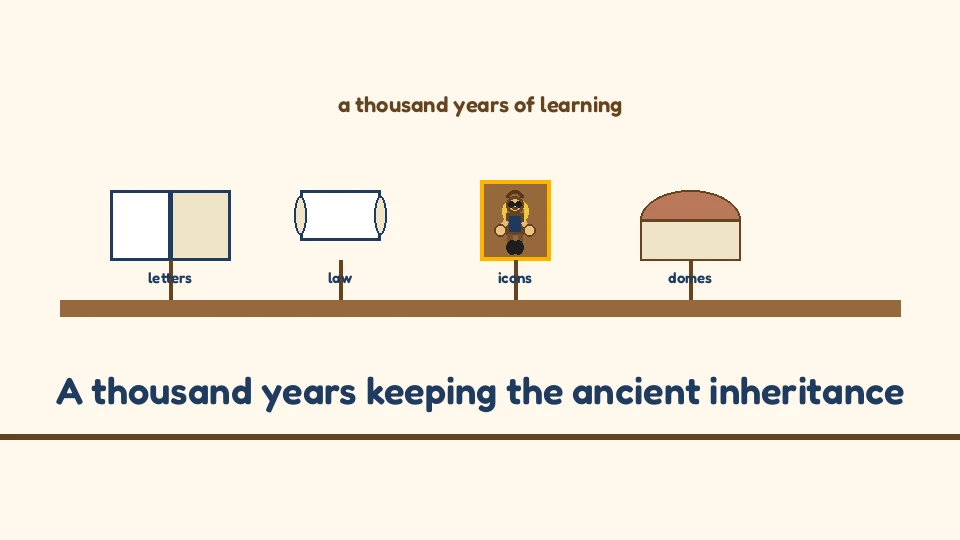 a thousand years of learning
letters
law
icons
domes
A thousand years keeping the ancient inheritance